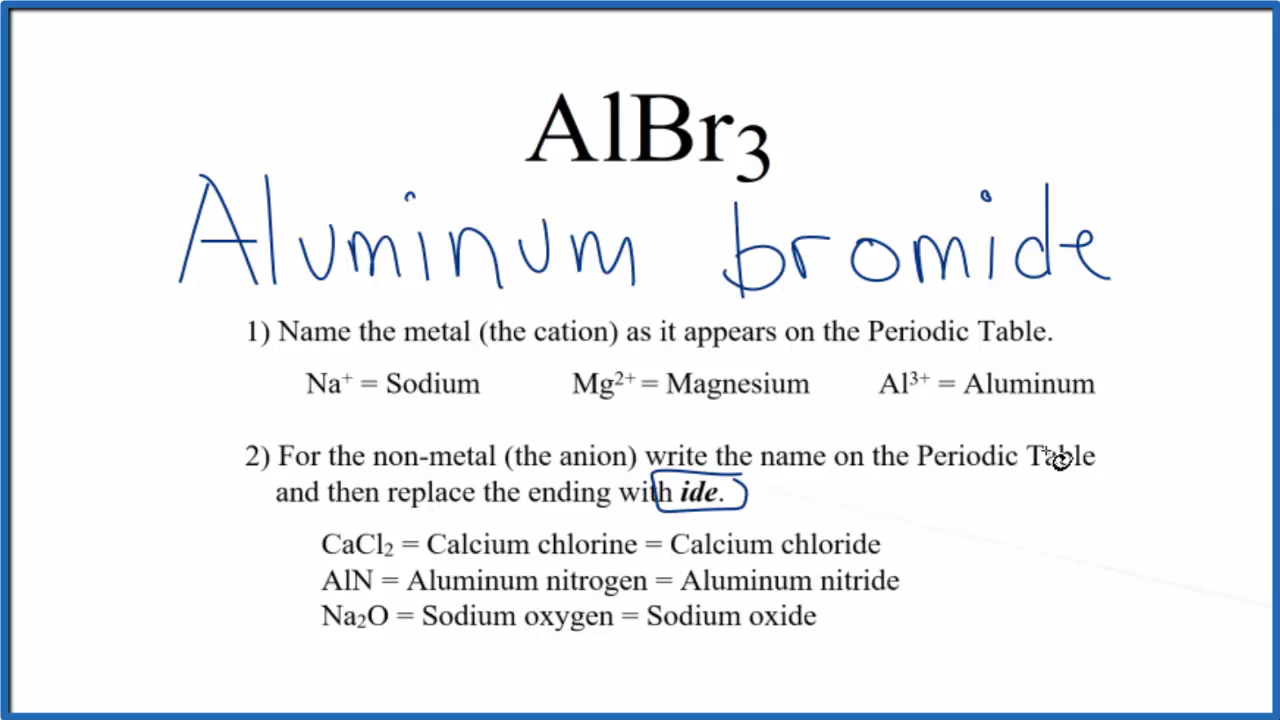 AlBr₃
Aluminum bromide
1) Name the metal (the cation) as it appears on the Periodic Table.
Na⁺ = Sodium Mg²⁺ = Magnesium Al³⁺ = Aluminum
2) For the non-metal (the anion) write the name on the Periodic Table
and then replace the ending with ide.
CaCl₂ = Calcium chlorine = Calcium chloride
AlN = Aluminum nitrogen = Aluminum nitride
Na₂O = Sodium oxygen = Sodium oxide